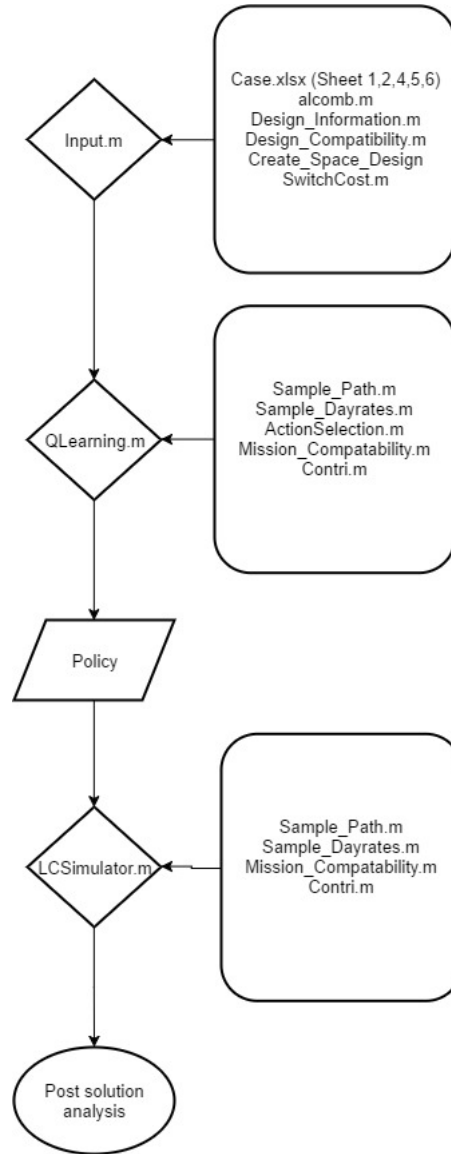 Case.xlsx (Sheet 1,2,4,5,6)
alcomb.m
Design_Information.m
Design_Compatibility.m
Create_Space_Design
SwitchCost.m
Input.m
Sample_Path.m
Sample_Dayrates.m
ActionSelection.m
Mission_Compatability.m
Contri.m
QLearning.m
Policy
Sample_Path.m
Sample_Dayrates.m
Mission_Compatability.m
Contri.m
LCSimulator.m
Post solution
analysis